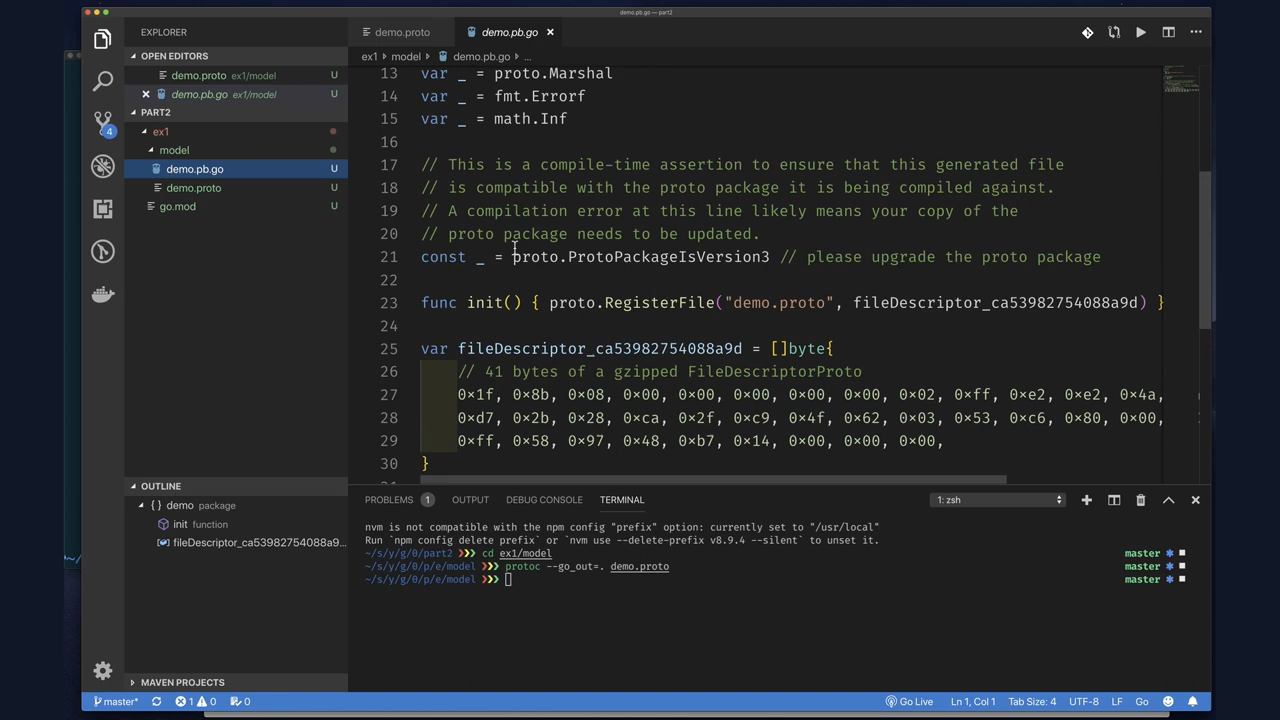 demo.pb.go — part2
EXPLORER
OPEN EDITORS
demo.proto ex1/model U
demo.pb.go ex1/model U
PART2
ex1
model
demo.pb.go U
demo.proto U
go.mod U
4
OUTLINE
demo package
init function
fileDescriptor_ca53982754088a9...
MAVEN PROJECTS
demo.proto
demo.pb.go
ex1 model demo.pb.go ...
13 var _ = proto.Marshal
14 var _ = fmt.Errorf
15 var _ = math.Inf
16
17 // This is a compile-time assertion to ensure that this generated file
18 // is compatible with the proto package it is being compiled against.
19 // A compilation error at this line likely means your copy of the
20 // proto package needs to be updated.
21 const _ = proto.ProtoPackageIsVersion3 // please upgrade the proto package
22
23 func init() { proto.RegisterFile("demo.proto", fileDescriptor_ca53982754088a9d) }
24
25 var fileDescriptor_ca53982754088a9d = []byte{
26 // 41 bytes of a gzipped FileDescriptorProto
27 0x1f, 0x8b, 0x08, 0x00, 0x00, 0x00, 0x00, 0x00, 0x02, 0xff, 0xe2, 0xe2, 0x4a,
28 0xd7, 0x2b, 0x28, 0xca, 0x2f, 0xc9, 0x4f, 0x62, 0x03, 0x53, 0xc6, 0x80, 0x00,
29 0xff, 0x58, 0x97, 0x48, 0xb7, 0x14, 0x00, 0x00, 0x00,
30 }
PROBLEMS 1 OUTPUT DEBUG CONSOLE TERMINAL 1: zsh
nvm is not compatible with the npm config "prefix" option: currently set to "/usr/local"
Run `npm config delete prefix` or `nvm use --delete-prefix v8.9.4 --silent` to unset it.
~/s/y/g/0/part2 ❯❯❯ cd ex1/model master ✱ ◼
~/s/y/g/0/p/e/model ❯❯❯ protoc --go_out=. demo.proto master ✱ ◼
~/s/y/g/0/p/e/model ❯❯❯ master ✱ ◼
master* 1 0 0 Go Live Ln 1, Col 1 Tab Size: 4 UTF-8 LF Go